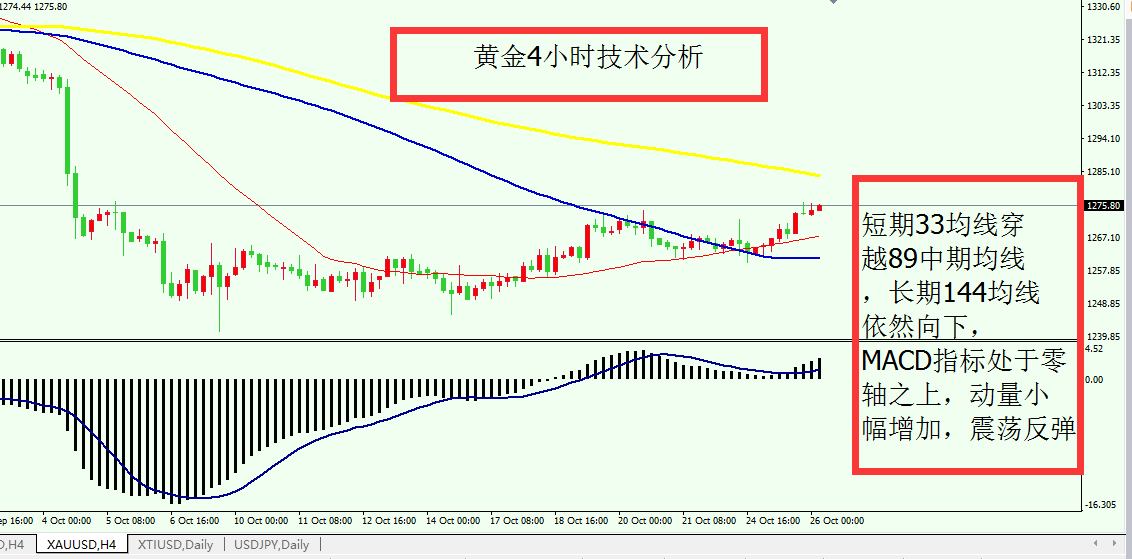 1274.44 1275.80
黄金4小时技术分析
1330.60
1321.35
1312.35
1303.35
1294.10
1285.10
1275.80
1267.10
1257.85
1248.85
1239.85
短期33均线穿
越89中期均线
，长期144均线
依然向下，
MACD指标处于零
轴之上，动量小
幅增加，震荡反弹
4.52
0.00
-16.305
ep 16:00 4 Oct 00:00 5 Oct 08:00 6 Oct 16:00 10 Oct 00:00 11 Oct 08:00 12 Oct 16:00 14 Oct 00:00 17 Oct 08:00 18 Oct 16:00 20 Oct 00:00 21 Oct 08:00 24 Oct 16:00 26 Oct 00:00
D,H4 XAUUSD,H4 XTIUSD,Daily USDJPY,Daily